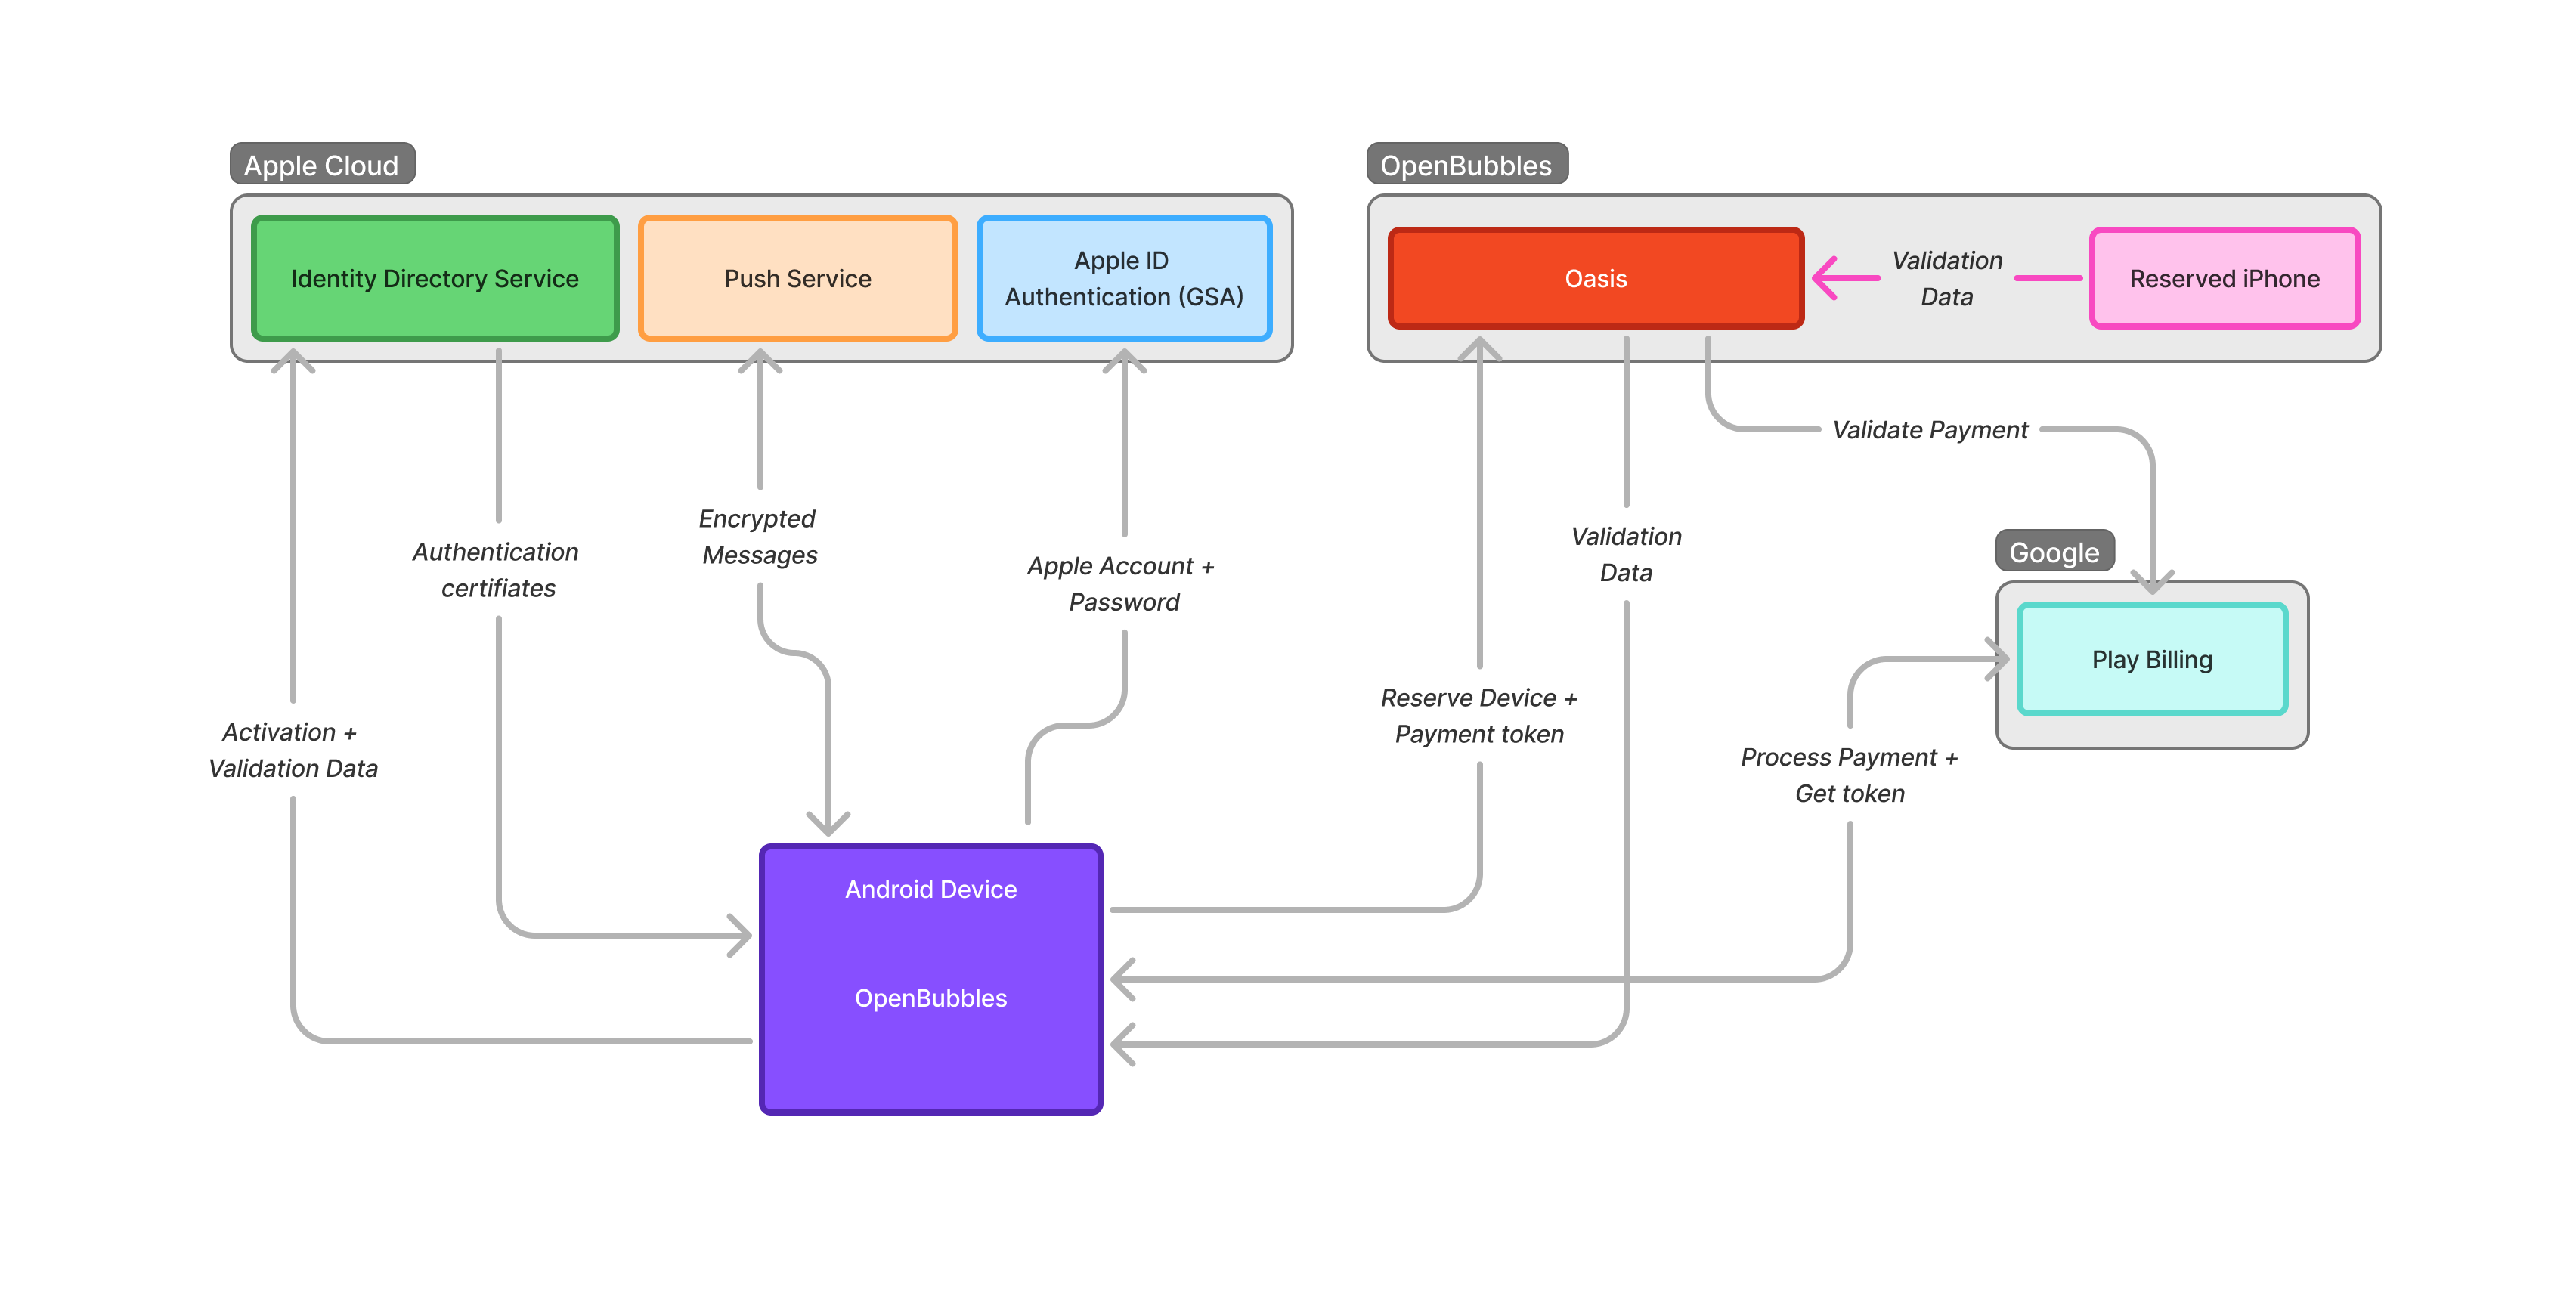 Apple Cloud
Identity Directory Service
Push Service
Apple ID
Authentication (GSA)
OpenBubbles
Oasis
Validation
Data
Reserved iPhone
Validate Payment
Encrypted
Messages
Authentication
certifiates
Apple Account +
Password
Validation
Data
Google
Play Billing
Reserve Device +
Payment token
Activation +
Validation Data
Process Payment +
Get token
Android Device
OpenBubbles